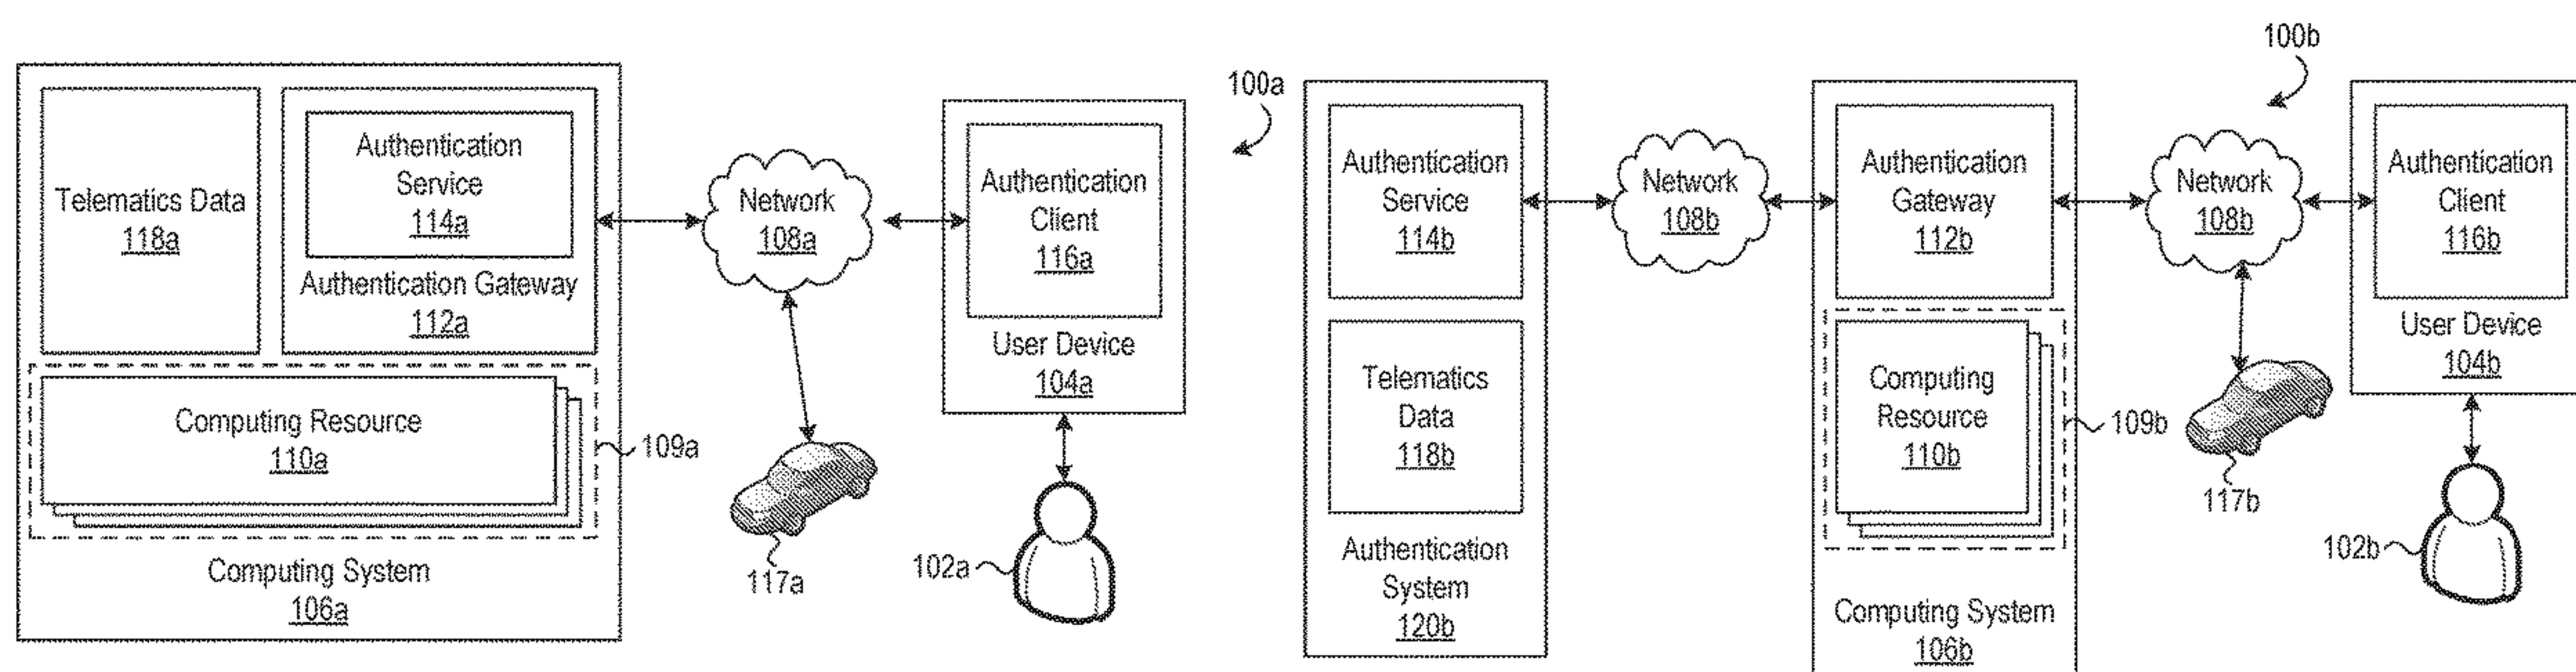 Telematics Data
118a
Authentication
Service
114a
Authentication Gateway
112a
Computing Resource
110a
109a
Computing System
106a
Network
108a
117a
Authentication
Client
116a
User Device
104a
102a
100a
Authentication
Service
114b
Telematics
Data
118b
Authentication
System
120b
Network
108b
Authentication
Gateway
112b
Computing
Resource
110b
109b
Computing System
106b
100b
Network
108b
117b
Authentication
Client
116b
User Device
104b
102b